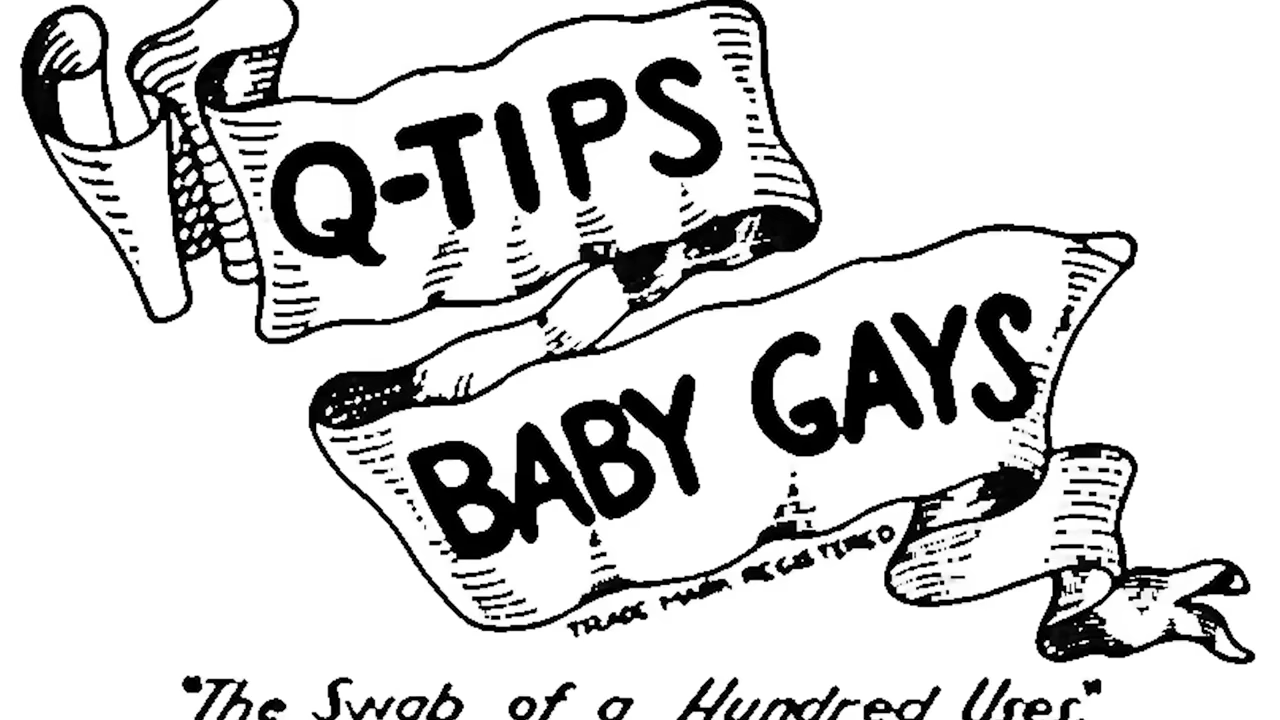 Q-TIPS
BABY GAYS
TRADE MARK REGISTERED
"The Swab of a Hundred Uses"